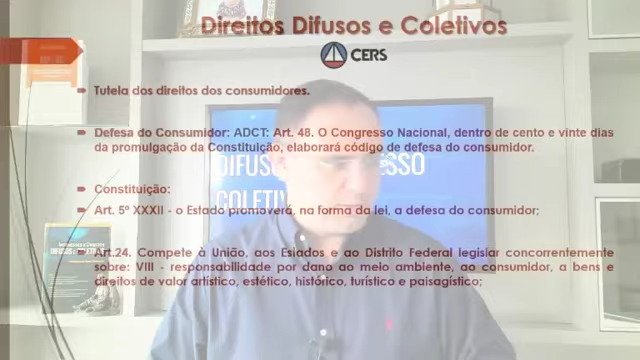 Direitos Difusos e Coletivos
CERS
Tutela dos direitos dos consumidores.
Defesa do Consumidor: ADCT: Art. 48. O Congresso Nacional, dentro de cento e vinte dias
da promulgação da Constituição, elaborará código de defesa do consumidor.
DIFUS
ESSO
COLETIV
Constituição:
Art. 5º XXXII - o Estado promoverá, na forma da lei, a defesa do consumidor;
Art.24. Compete à União, aos Estados e ao Distrito Federal legislar concorrentemente
sobre: VIII - responsabilidade por dano ao meio ambiente, ao consumidor, a bens e
direitos de valor artístico, estético, histórico, turístico e paisagístico;